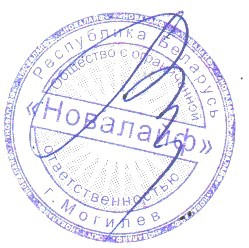 Республика Беларусь
Общество с ограниченной
«Новалайф»
ответственностью
г. Могилев